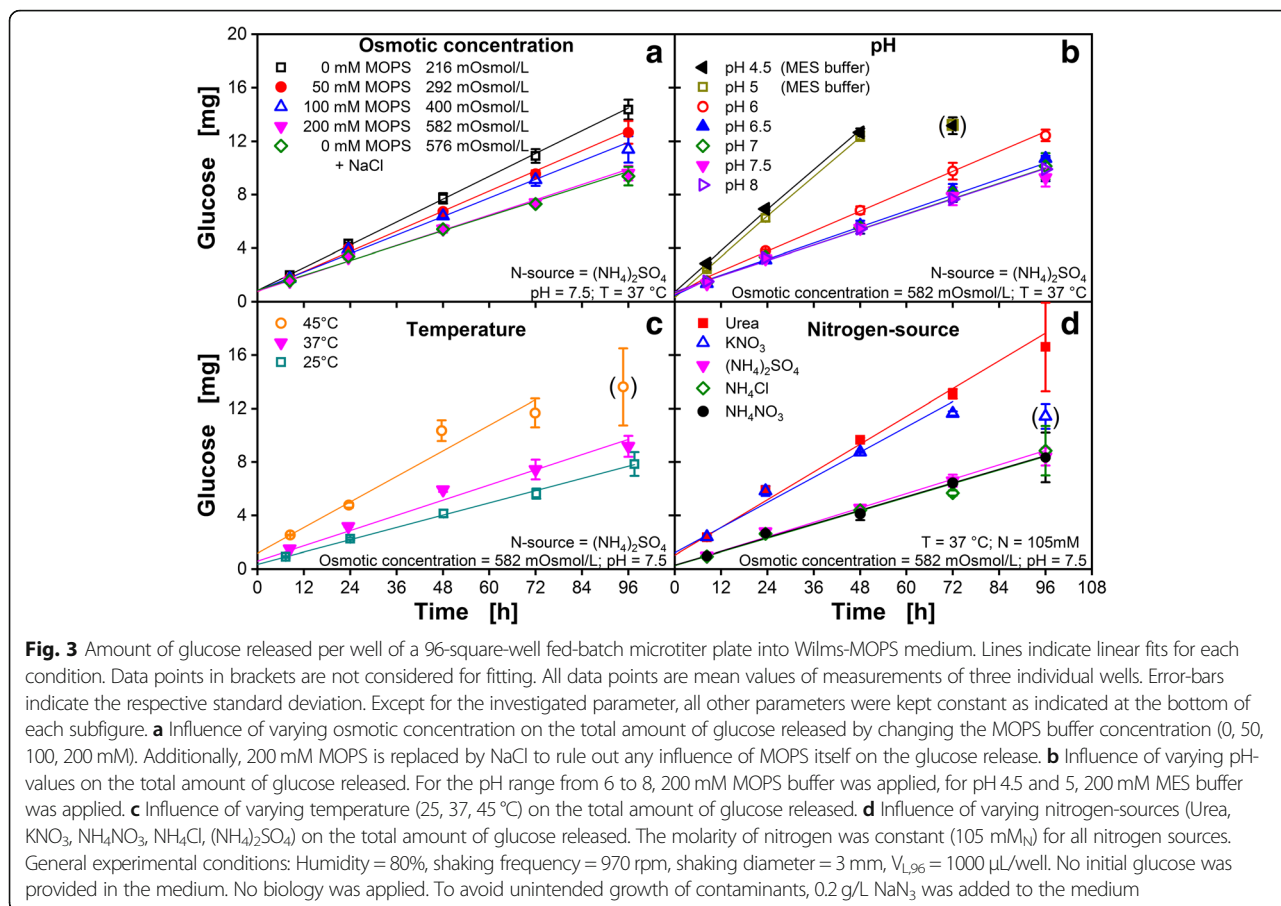 20
16
12
8
4
0
Glucose [mg]
Osmotic concentration
a
0 mM MOPS 216 mOsmol/L
50 mM MOPS 292 mOsmol/L
100 mM MOPS 400 mOsmol/L
200 mM MOPS 582 mOsmol/L
0 mM MOPS 576 mOsmol/L
+ NaCl
N-source = (NH₄)₂SO₄
pH = 7.5; T = 37 °C
pH
b
pH 4.5 (MES buffer)
pH 5 (MES buffer)
pH 6
pH 6.5
pH 7
pH 7.5
pH 8
( )
N-source = (NH₄)₂SO₄
Osmotic concentration = 582 mOsmol/L; T = 37 °C
16
12
8
4
0
Glucose [mg]
Temperature
c
45°C
37°C
25°C
( )
N-source = (NH₄)₂SO₄
Osmotic concentration = 582 mOsmol/L; pH = 7.5
0 12 24 36 48 60 72 84 96
Time [h]
Nitrogen-source
d
Urea
KNO₃
(NH₄)₂SO₄
NH₄Cl
NH₄NO₃
( )
T = 37 °C; N = 105mM
Osmotic concentration = 582 mOsmol/L; pH = 7.5
0 12 24 36 48 60 72 84 96 108
Time [h]
Fig. 3 Amount of glucose released per well of a 96-square-well fed-batch microtiter plate into Wilms-MOPS medium. Lines indicate linear fits for each
condition. Data points in brackets are not considered for fitting. All data points are mean values of measurements of three individual wells. Error-bars
indicate the respective standard deviation. Except for the investigated parameter, all other parameters were kept constant as indicated at the bottom of
each subfigure. a Influence of varying osmotic concentration on the total amount of glucose released by changing the MOPS buffer concentration (0, 50,
100, 200 mM). Additionally, 200 mM MOPS is replaced by NaCl to rule out any influence of MOPS itself on the glucose release. b Influence of varying pH-
values on the total amount of glucose released. For the pH range from 6 to 8, 200 mM MOPS buffer was applied, for pH 4.5 and 5, 200 mM MES buffer
was applied. c Influence of varying temperature (25, 37, 45 °C) on the total amount of glucose released. d Influence of varying nitrogen-sources (Urea,
KNO₃, NH₄NO₃, NH₄Cl, (NH₄)₂SO₄) on the total amount of glucose released. The molarity of nitrogen was constant (105 mM_N) for all nitrogen sources.
General experimental conditions: Humidity = 80%, shaking frequency = 970 rpm, shaking diameter = 3 mm, V_L,96 = 1000 μL/well. No initial glucose was
provided in the medium. No biology was applied. To avoid unintended growth of contaminants, 0.2 g/L NaN₃ was added to the medium